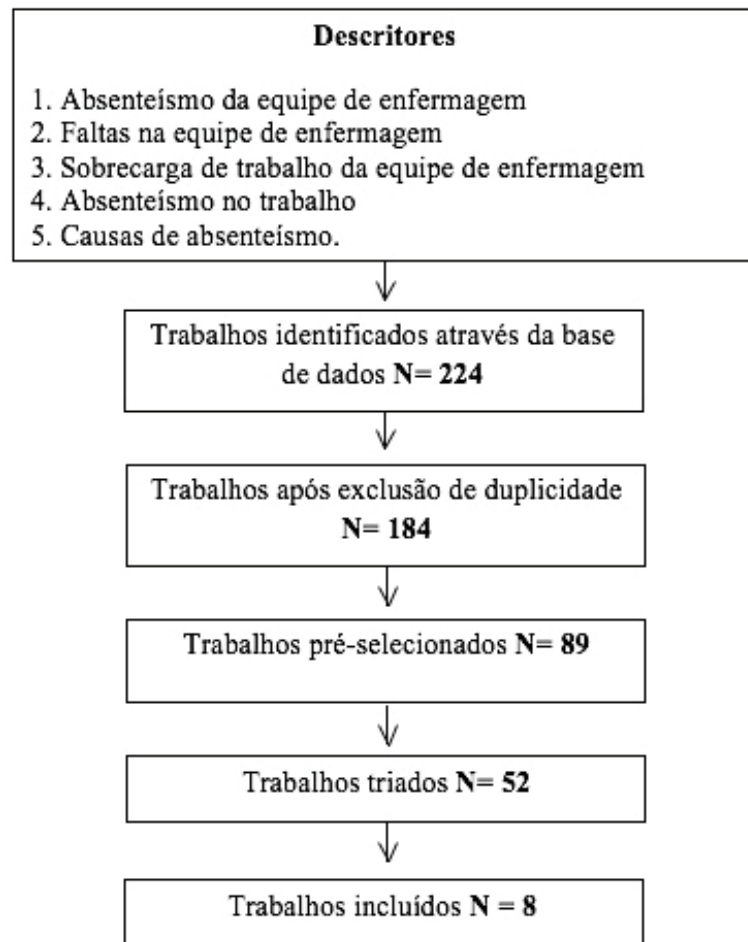 Descritores
1. Absenteísmo da equipe de enfermagem
2. Faltas na equipe de enfermagem
3. Sobrecarga de trabalho da equipe de enfermagem
4. Absenteísmo no trabalho
5. Causas de absenteísmo.
Trabalhos identificados através da base
de dados N= 224
Trabalhos após exclusão de duplicidade
N= 184
Trabalhos pré-selecionados N= 89
Trabalhos triados N= 52
Trabalhos incluídos N = 8